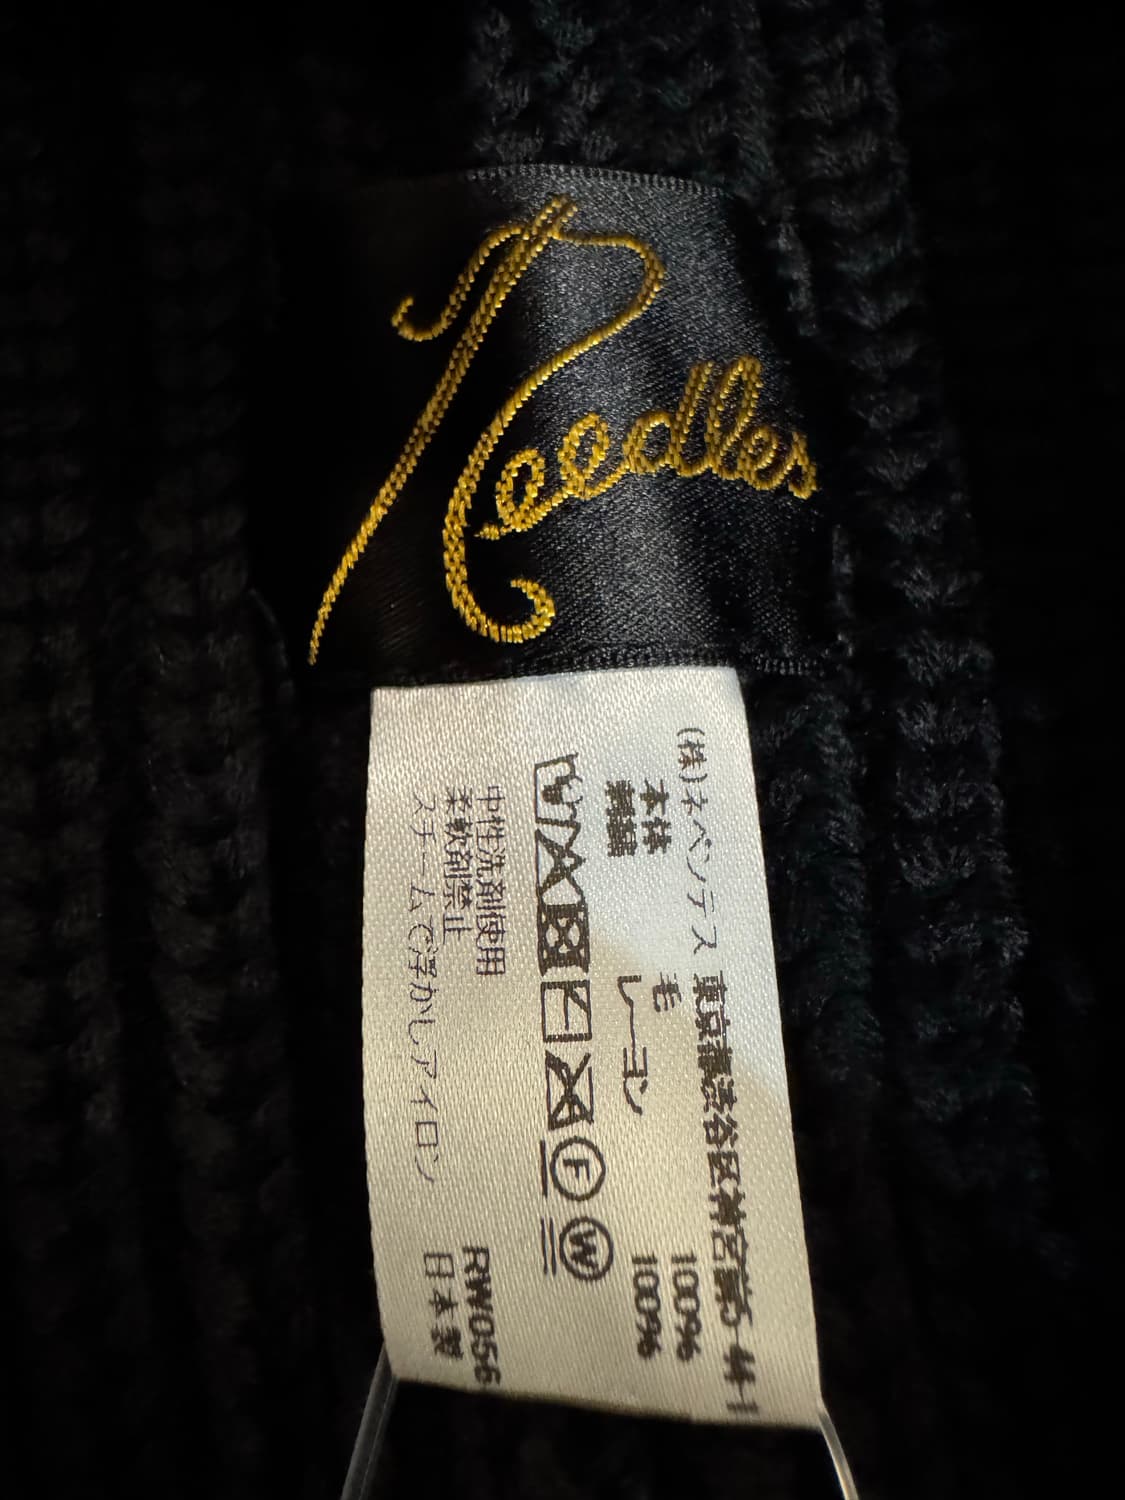 Needles
(株)ネペンテス 東京都渋谷区神宮前5-44-1
本体 毛 100%
刺繍 レーヨン 100%
F W
中性洗剤使用
柔軟剤禁止
スチームで浮かしアイロン
RW056
日本製